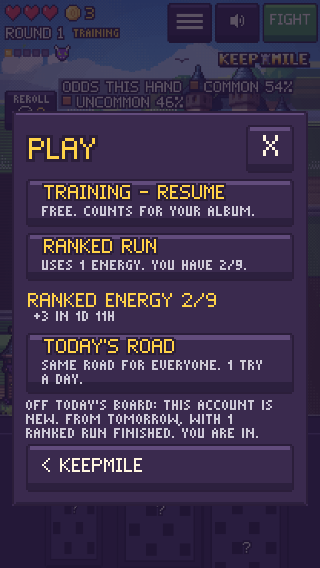 3
ROUND 1 TRAINING
FIGHT
KEEP MILE
REROLL
ODDS THIS HAND COMMON 54%
UNCOMMON 46%
PLAY
X
TRAINING - RESUME
FREE. COUNTS FOR YOUR ALBUM.
RANKED RUN
USES 1 ENERGY. YOU HAVE 2/9.
RANKED ENERGY 2/9
+3 IN 1D 11H
TODAY'S ROAD
SAME ROAD FOR EVERYONE. 1 TRY
A DAY.
OFF TODAY'S BOARD: THIS ACCOUNT IS
NEW. FROM TOMORROW, WITH 1
RANKED RUN FINISHED. YOU ARE IN.
< KEEPMILE
?
?
?